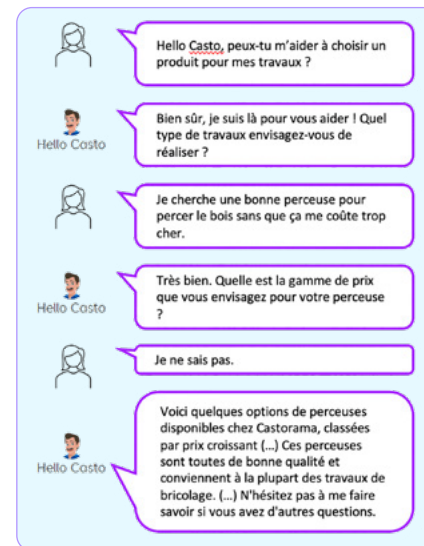 Hello Casto, peux-tu m'aider à choisir un
produit pour mes travaux ?
Bien sûr, je suis là pour vous aider ! Quel
type de travaux envisagez-vous de
réaliser ?
Hello Casto
Je cherche une bonne perceuse pour
percer le bois sans que ça me coûte trop
cher.
Très bien. Quelle est la gamme de prix
que vous envisagez pour votre perceuse
?
Hello Casto
Je ne sais pas.
Voici quelques options de perceuses
disponibles chez Castorama, classées
par prix croissant (...) Ces perceuses
sont toutes de bonne qualité et
conviennent à la plupart des travaux de
bricolage. (...) N'hésitez pas à me faire
savoir si vous avez d'autres questions.
Hello Casto